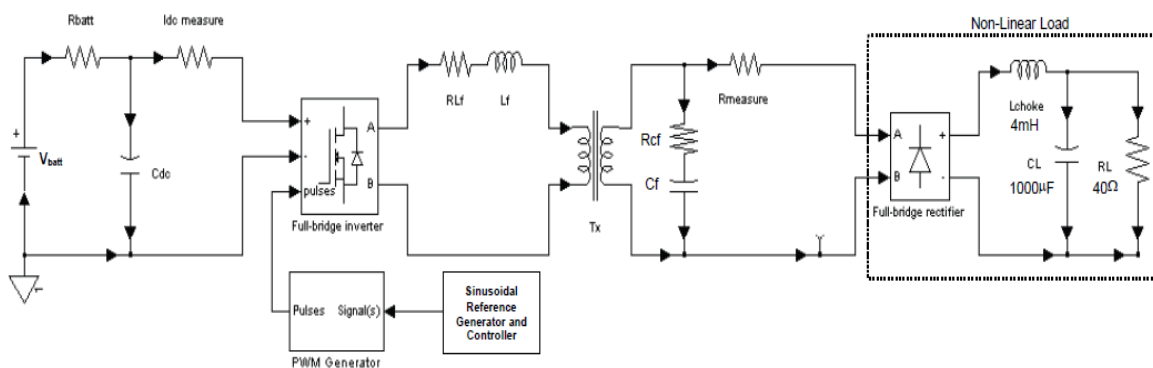 Rbatt
Idc measure
Non-Linear Load
RLf
Lf
Rmeasure
Lchoke
4mH
+
Vbatt
Cdc
+
-
pulses
A
B
Full-bridge inverter
Tx
Rcf
Cf
A
B
+
-
Full-bridge rectifier
CL
1000µF
RL
40Ω
Pulses
Signal(s)
PWM Generator
Sinusoidal
Reference
Generator and
Controller